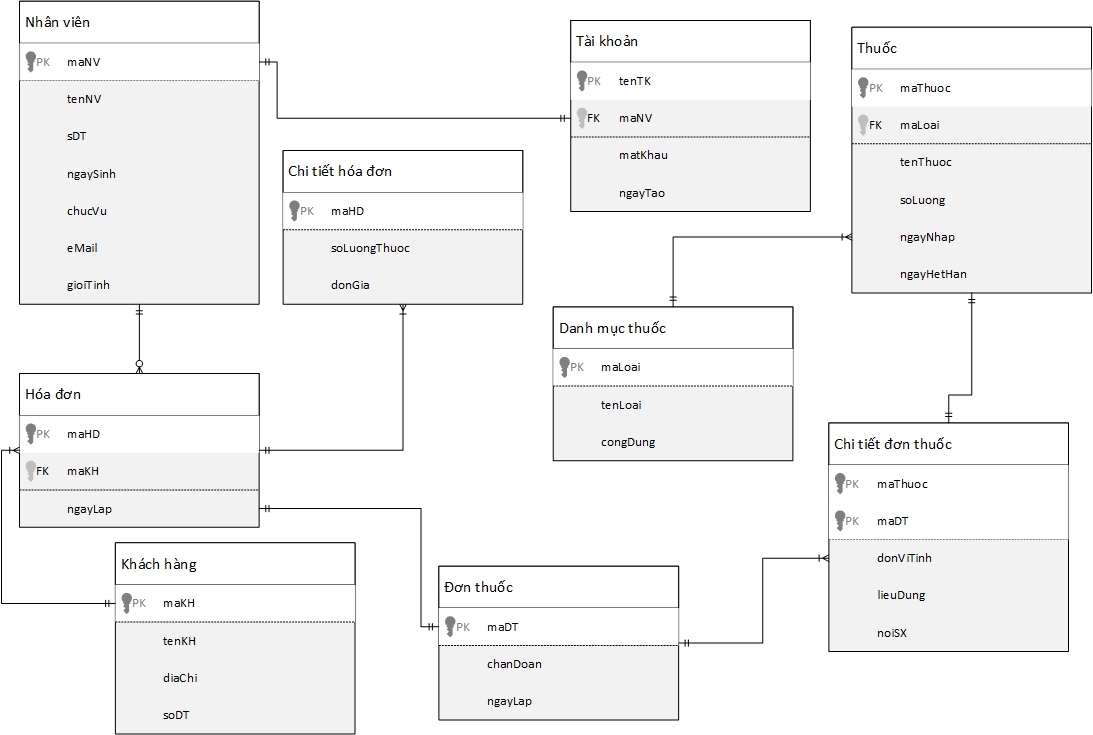 Nhân viên
PK maNV
tenNV
sDT
ngaySinh
chucVu
eMail
gioiTinh
Tài khoản
PK tenTK
FK maNV
matKhau
ngayTao
Thuốc
PK maThuoc
FK maLoai
tenThuoc
soLuong
ngayNhap
ngayHetHan
Chi tiết hóa đơn
PK maHD
soLuongThuoc
donGia
Danh mục thuốc
PK maLoai
tenLoai
congDung
Hóa đơn
PK maHD
FK maKH
ngayLap
Chi tiết đơn thuốc
PK maThuoc
PK maDT
donViTinh
lieuDung
noiSX
Khách hàng
PK maKH
tenKH
diaChi
soDT
Đơn thuốc
PK maDT
chanDoan
ngayLap